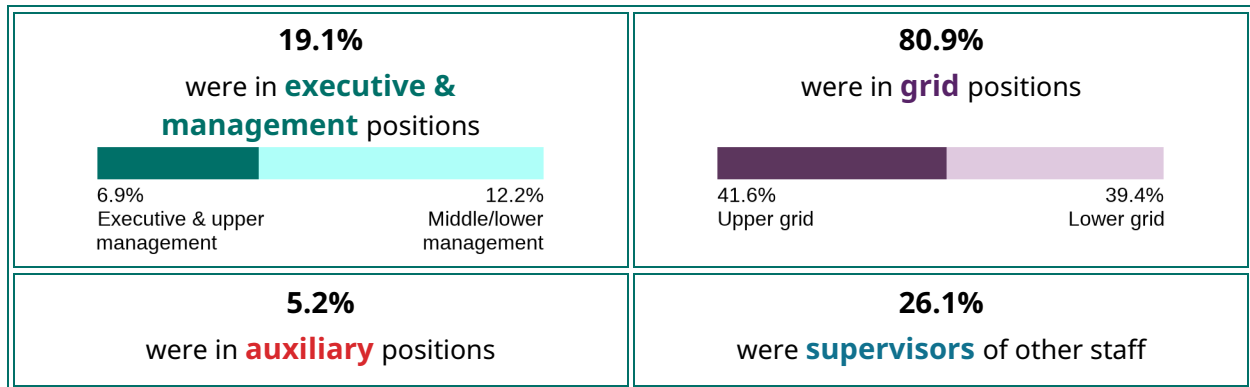 19.1%
were in executive &
management positions
6.9%
Executive & upper
management
12.2%
Middle/lower
management
80.9%
were in grid positions
41.6%
Upper grid
39.4%
Lower grid
5.2%
were in auxiliary positions
26.1%
were supervisors of other staff